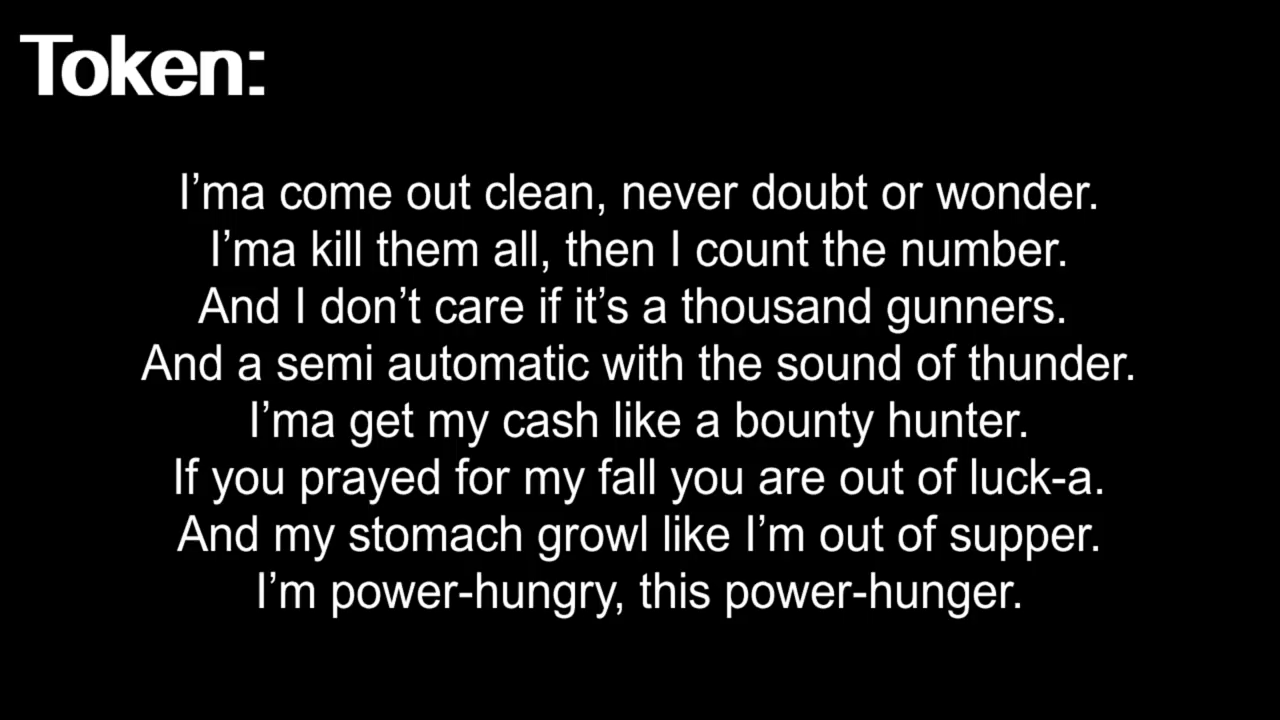 Token:
I’ma come out clean, never doubt or wonder.
I’ma kill them all, then I count the number.
And I don’t care if it’s a thousand gunners.
And a semi automatic with the sound of thunder.
I’ma get my cash like a bounty hunter.
If you prayed for my fall you are out of luck-a.
And my stomach growl like I’m out of supper.
I’m power-hungry, this power-hunger.